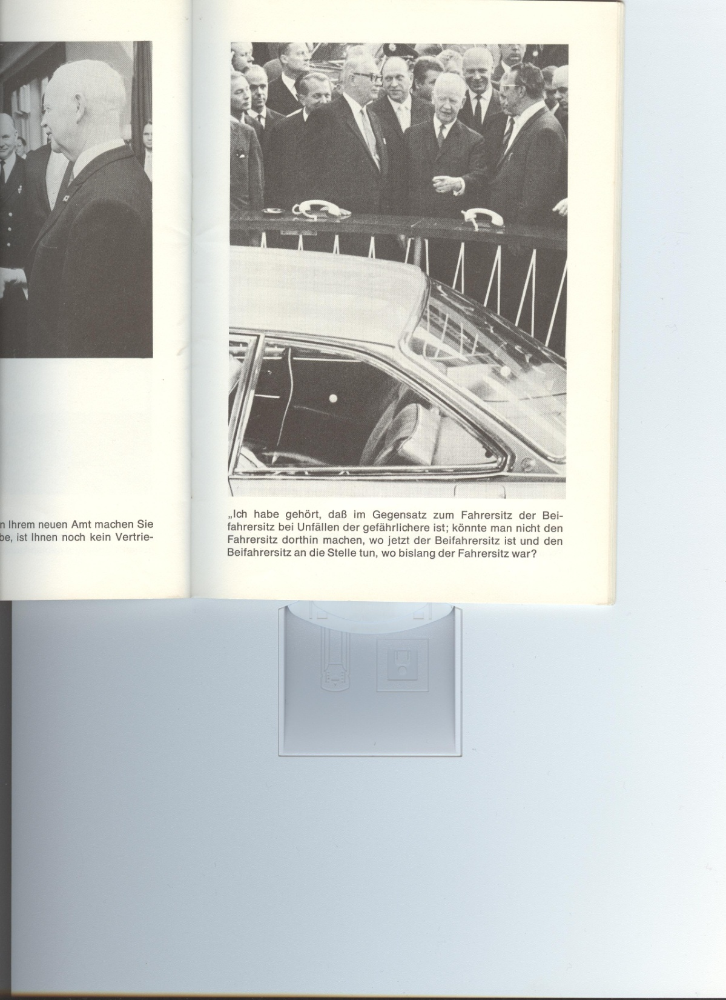 n Ihrem neuen Amt machen Sie
be, ist Ihnen noch kein Vertrie-
„Ich habe gehört, daß im Gegensatz zum Fahrersitz der Bei-
fahrersitz bei Unfällen der gefährlichere ist; könnte man nicht den
Fahrersitz dorthin machen, wo jetzt der Beifahrersitz ist und den
Beifahrersitz an die Stelle tun, wo bislang der Fahrersitz war?